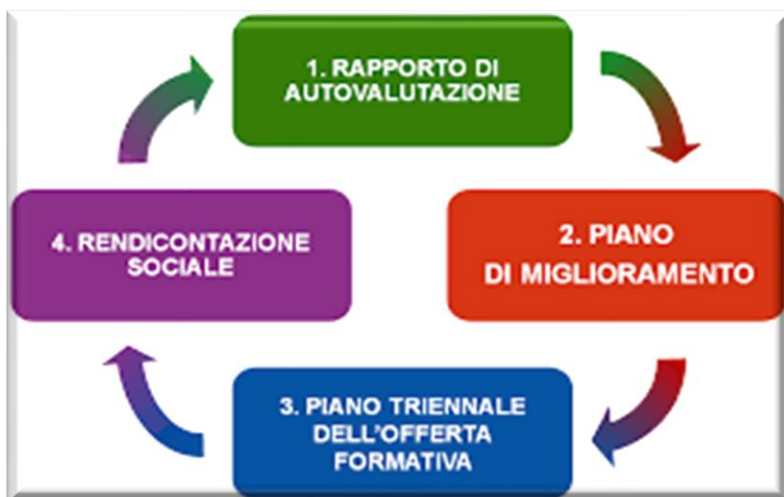 1. RAPPORTO DI
AUTOVALUTAZIONE
2. PIANO
DI MIGLIORAMENTO
3. PIANO TRIENNALE
DELL'OFFERTA
FORMATIVA
4. RENDICONTAZIONE
SOCIALE